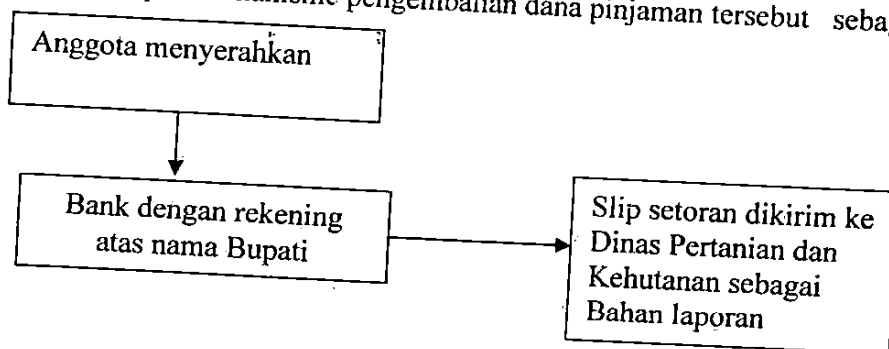 pengembalian dana pinjaman tersebut
Anggota menyerahkan
Bank dengan rekening
atas nama Bupati
Slip setoran dikirim ke
Dinas Pertanian dan
Kehutanan sebagai
Bahan laporan